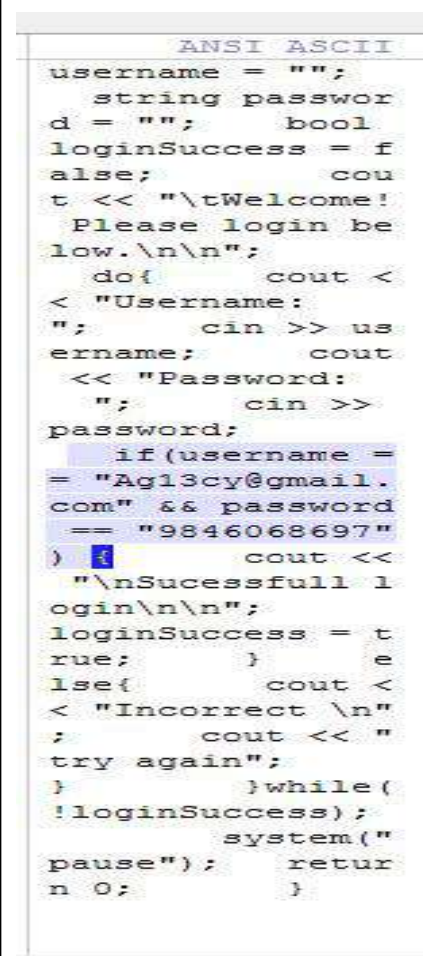 ANSI ASCII
username = "";
string passwor
d = "";     bool
loginSuccess = f
alse;          cou
t << "\tWelcome!
Please login be
low.\n\n";
do{        cout <
< "Username:
";      cin >> us
ername;      cout
<< "Password:
";       cin >>
password;
if(username =
= "Ag13cy@gmail.
com" && password
== "9846068697"
) {        cout <<
"\nSucessfull l
ogin\n\n";
loginSuccess = t
rue;      }      e
lse{       cout <
< "Incorrect \n"
;      cout << "
try again";
}        }while(
!loginSuccess);
system("
pause");    retur
n 0;     }